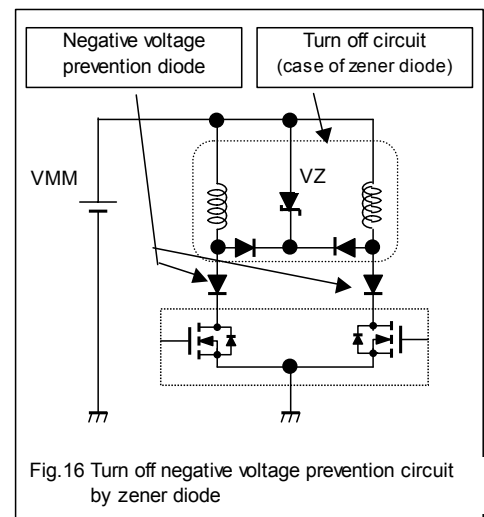 Negative voltage
prevention diode
Turn off circuit
(case of zener diode)
VMM
VZ
Fig.16 Turn off negative voltage prevention circuit
by zener diode